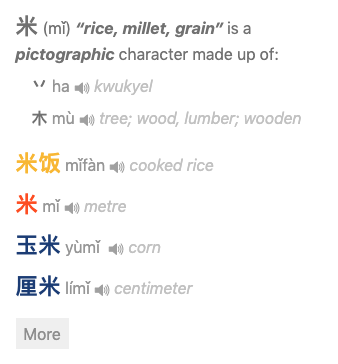 米 (mǐ) “rice, millet, grain” is a
pictographic character made up of:
丷 ha kwukyel
木 mù tree; wood, lumber; wooden
米饭 mǐfàn cooked rice
米 mǐ metre
玉米 yùmǐ corn
厘米 límǐ centimeter
More